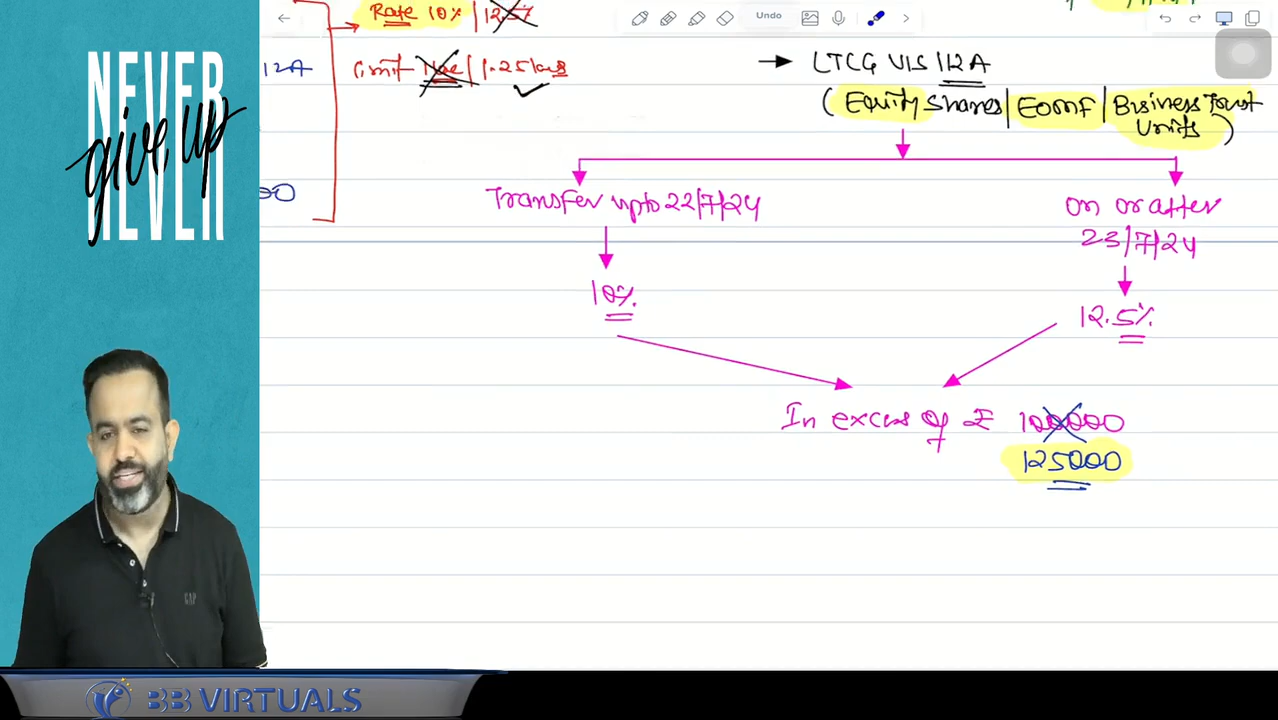 Rate 10% | 12.5%
limit | 1.25 lacs
12A
00
Undo
→ LTCG U/S 112A
(Equity Shares | EOMF | Business Trust
Units)
Transfer upto 22/7/24
on or after
23/7/24
10%
12.5%
In excess of ₹ 100000
125000
NEVER
give up
NEVER
GAP
BB VIRTUALS